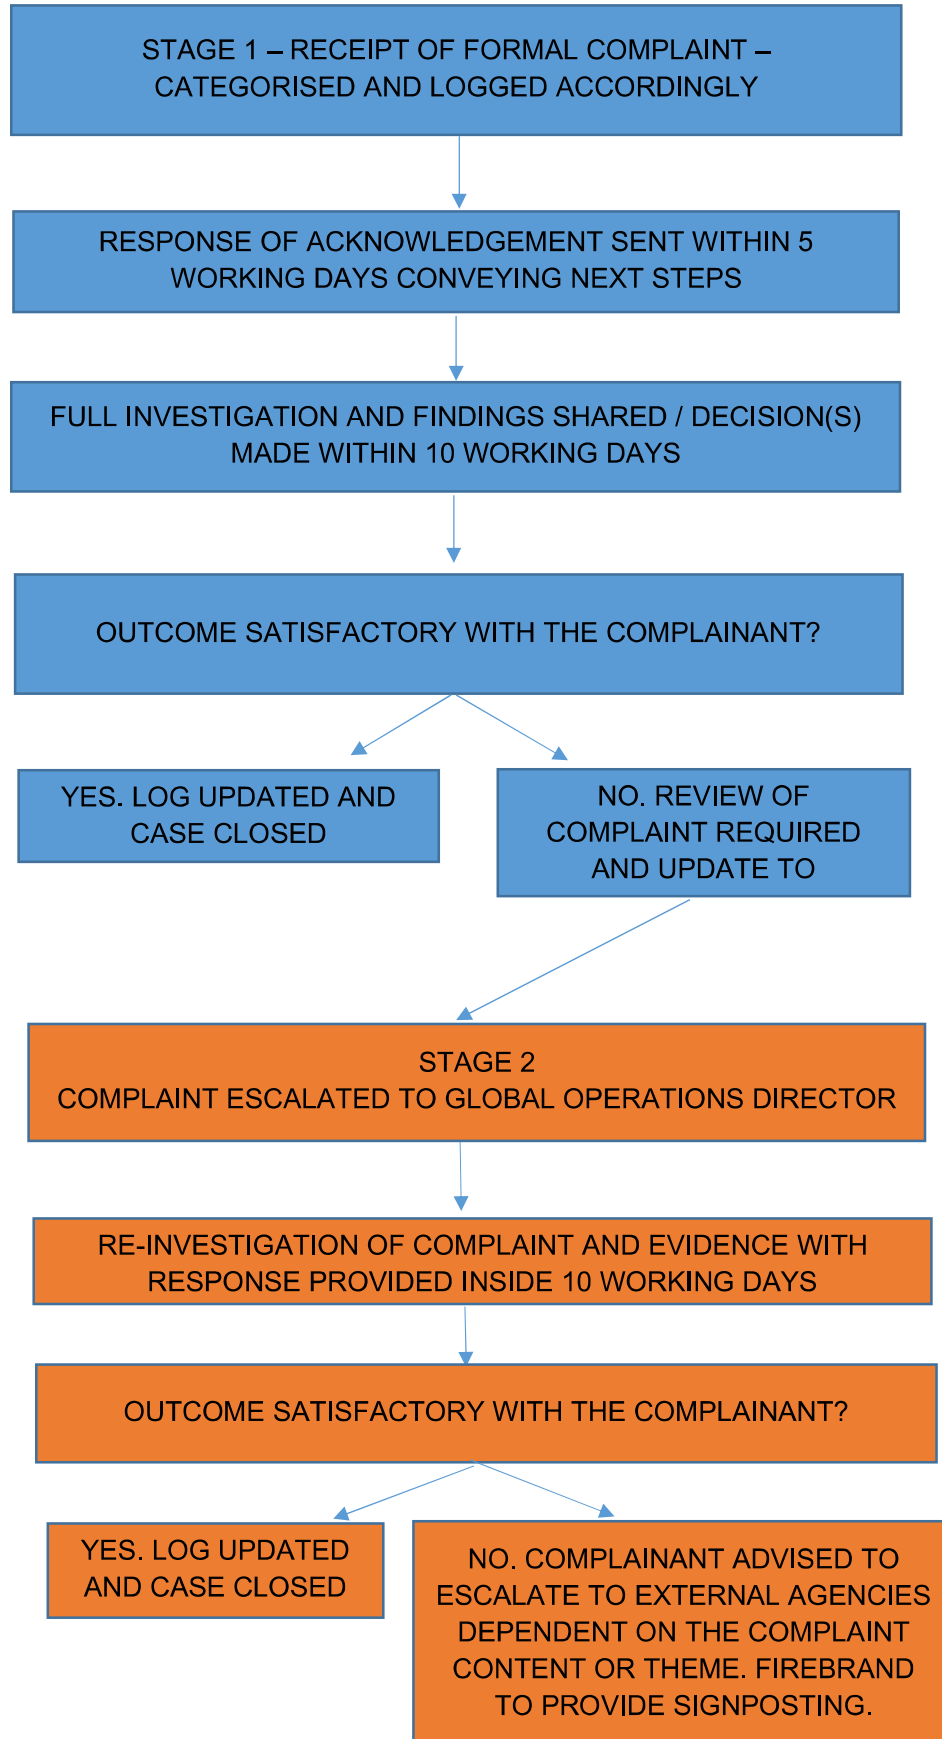 STAGE 1 – RECEIPT OF FORMAL COMPLAINT –
CATEGORISED AND LOGGED ACCORDINGLY
RESPONSE OF ACKNOWLEDGEMENT SENT WITHIN 5
WORKING DAYS CONVEYING NEXT STEPS
FULL INVESTIGATION AND FINDINGS SHARED / DECISION(S)
MADE WITHIN 10 WORKING DAYS
OUTCOME SATISFACTORY WITH THE COMPLAINANT?
YES. LOG UPDATED AND
CASE CLOSED
NO. REVIEW OF
COMPLAINT REQUIRED
AND UPDATE TO
STAGE 2
COMPLAINT ESCALATED TO GLOBAL OPERATIONS DIRECTOR
RE-INVESTIGATION OF COMPLAINT AND EVIDENCE WITH
RESPONSE PROVIDED INSIDE 10 WORKING DAYS
OUTCOME SATISFACTORY WITH THE COMPLAINANT?
YES. LOG UPDATED
AND CASE CLOSED
NO. COMPLAINANT ADVISED TO
ESCALATE TO EXTERNAL AGENCIES
DEPENDENT ON THE COMPLAINT
CONTENT OR THEME. FIREBRAND
TO PROVIDE SIGNPOSTING.